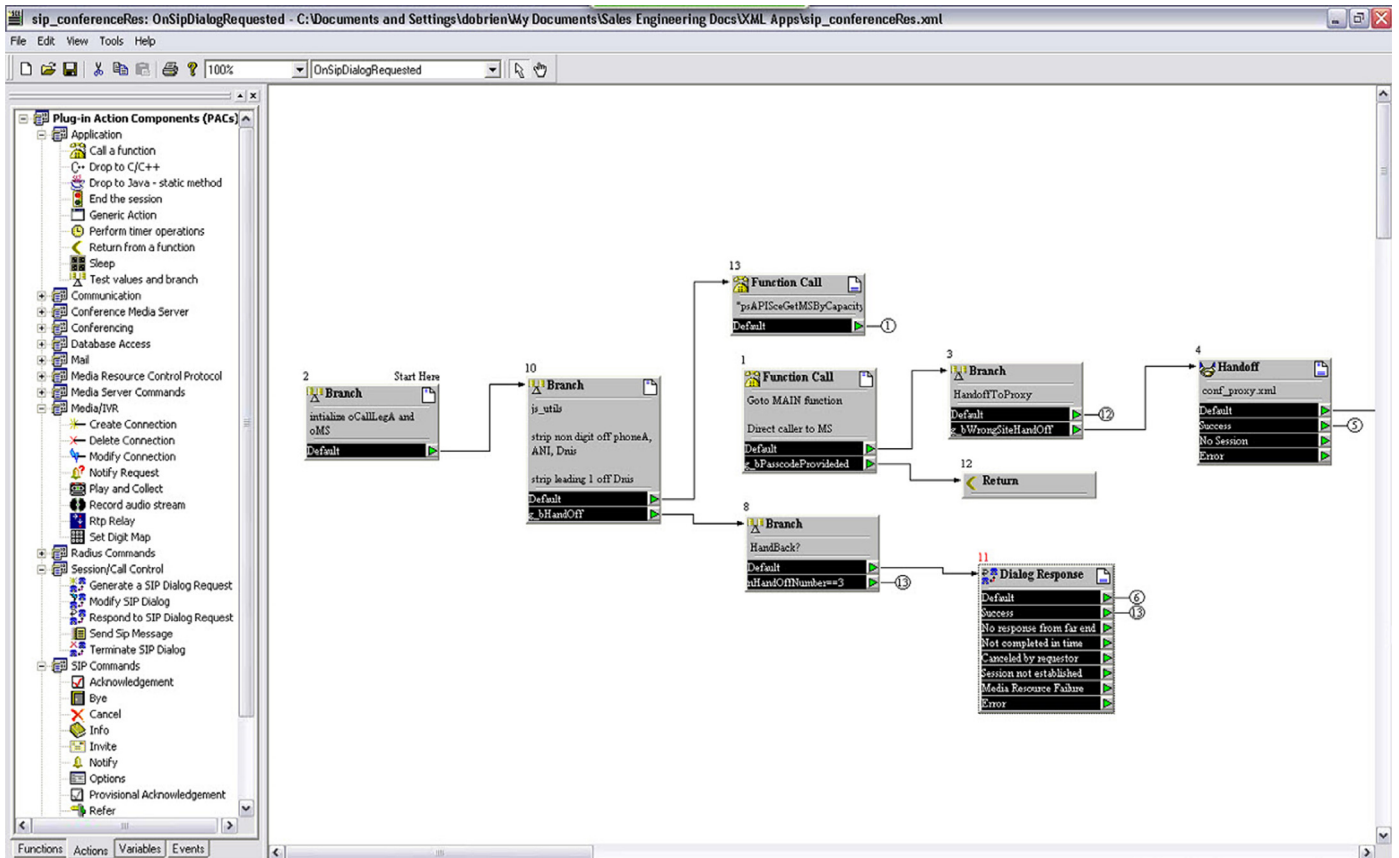 sip_conferenceRes: OnSipDialogRequested - C:\Documents and Settings\dobrien\My Documents\Sales Engineering Docs\XML Apps\sip_conferenceRes.xml
File Edit View Tools Help
100% OnSipDialogRequested
Plug-in Action Components (PACs)
Application
Call a function
C++ Drop to C/C++
Drop to Java - static method
End the session
Generic Action
Perform timer operations
Return from a function
Sleep
Test values and branch
Communication
Conference Media Server
Conferencing
Database Access
Mail
Media Resource Control Protocol
Media Server Commands
Media/IVR
Create Connection
Delete Connection
Modify Connection
Notify Request
Play and Collect
Record audio stream
Rtp Relay
Set Digit Map
Radius Commands
Session/Call Control
Generate a SIP Dialog Request
Modify SIP Dialog
Respond to SIP Dialog Request
Send Sip Message
Terminate SIP Dialog
SIP Commands
Acknowledgement
Bye
Cancel
Info
Invite
Notify
Options
Provisional Acknowledgement
Refer
Functions Actions Variables Events
2 Start Here
Branch
intialize oCallLegA and
oMS
Default
10
Branch
js_utils
strip non digit off phoneA,
ANI, Dnis
strip leading 1 off Dnis
Default
g_bHandOff
13
Function Call
"psAPISceGetMSByCapacity
Default 1
1
Function Call
Goto MAIN function
Direct caller to MS
Default
g_bPasscodeProvideded
3
Branch
HandoffToProxy
Default 12
g_bWrongSiteHandOff
4
Handoff
conf_proxy.xml
Default
Success 5
No Session
Error
12
Return
8
Branch
HandBack?
Default
nHandOffNumber==3 13
11
Dialog Response
Default 6
Success 13
No response from far end
Not completed in time
Canceled by requestor
Session not established
Media Resource Failure
Error